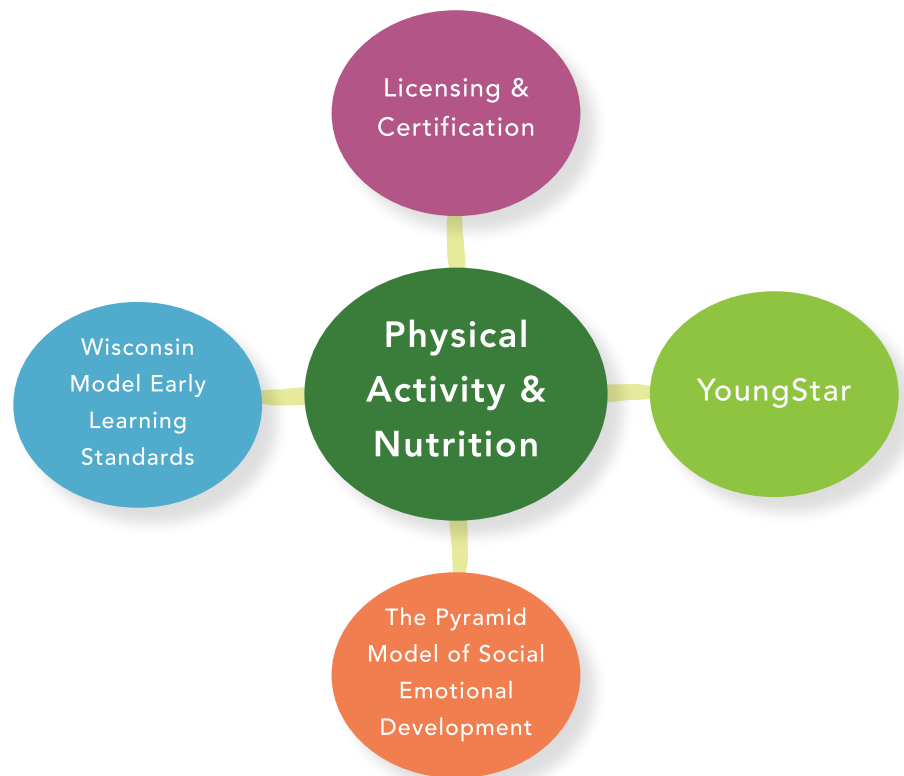 Licensing &
Certification
Physical
Activity &
Nutrition
Wisconsin
Model Early
Learning
Standards
YoungStar
The Pyramid
Model of Social
Emotional
Development